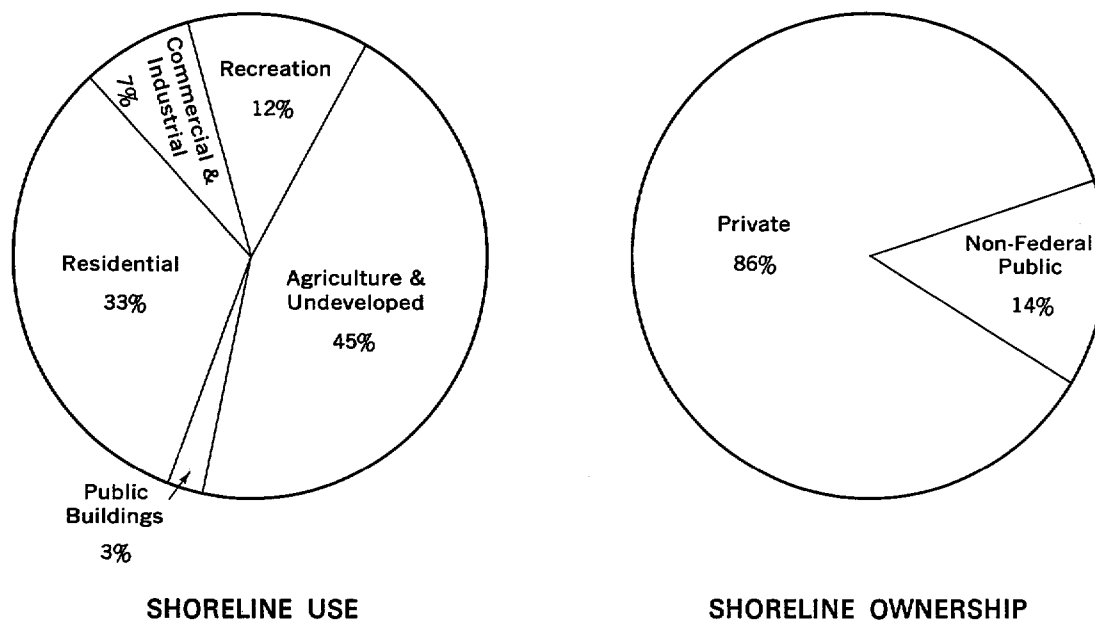 Commercial &
Industrial
7%
Recreation
12%
Residential
33%
Agriculture &
Undeveloped
45%
Public
Buildings
3%
SHORELINE USE
Private
86%
Non-Federal
Public
14%
SHORELINE OWNERSHIP